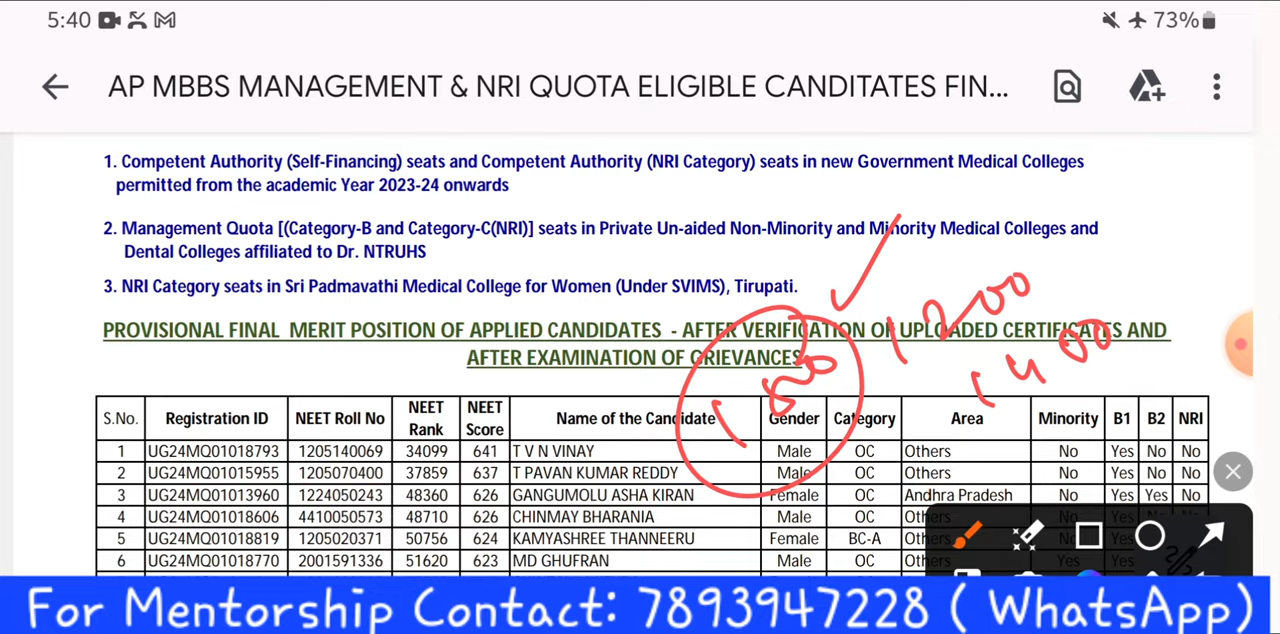 5:40 73%
AP MBBS MANAGEMENT & NRI QUOTA ELIGIBLE CANDITATES FIN...
1. Competent Authority (Self-Financing) seats and Competent Authority (NRI Category) seats in new Government Medical Colleges
permitted from the academic Year 2023-24 onwards
2. Management Quota [(Category-B and Category-C(NRI)] seats in Private Un-aided Non-Minority and Minority Medical Colleges and
Dental Colleges affiliated to Dr. NTRUHS
3. NRI Category seats in Sri Padmavathi Medical College for Women (Under SVIMS), Tirupati.
PROVISIONAL FINAL MERIT POSITION OF APPLIED CANDIDATES - AFTER VERIFICATION OF UPLOADED CERTIFICATES AND
AFTER EXAMINATION OF GRIEVANCES
1200
1400
S.No. Registration ID NEET Roll No NEET Rank NEET Score Name of the Candidate Gender Category Area Minority B1 B2 NRI
1 UG24MQ01018793 1205140069 34099 641 T V N VINAY Male OC Others No Yes No No
2 UG24MQ01015955 1205070400 37859 637 T PAVAN KUMAR REDDY Male OC Others No Yes No No
3 UG24MQ01013960 1224050243 48360 626 GANGUMOLU ASHA KIRAN Female OC Andhra Pradesh No Yes Yes No
4 UG24MQ01018606 4410050573 48710 626 CHINMAY BHARANIA Male OC Others No Yes
5 UG24MQ01018819 1205020371 50756 624 KAMYASHREE THANNEERU Female BC-A Others No Yes
6 UG24MQ01018770 2001591336 51620 623 MD GHUFRAN Male OC Others Yes Yes
For Mentorship Contact: 7893947228 ( WhatsApp)